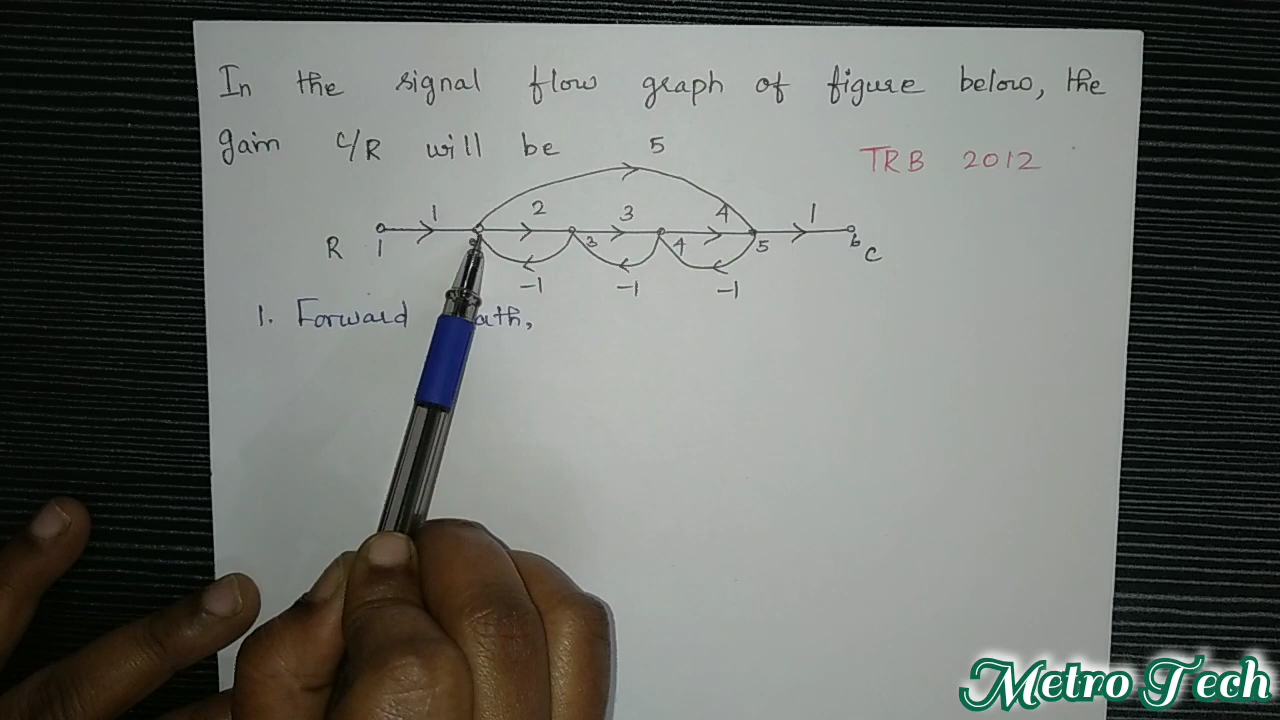 In the signal flow graph of figure below, the
gain C/R will be
TRB 2012
5
1 2 3 4 1
R 1 3 4 5 6 C
-1 -1 -1
1. Forward ath,
Metro Tech